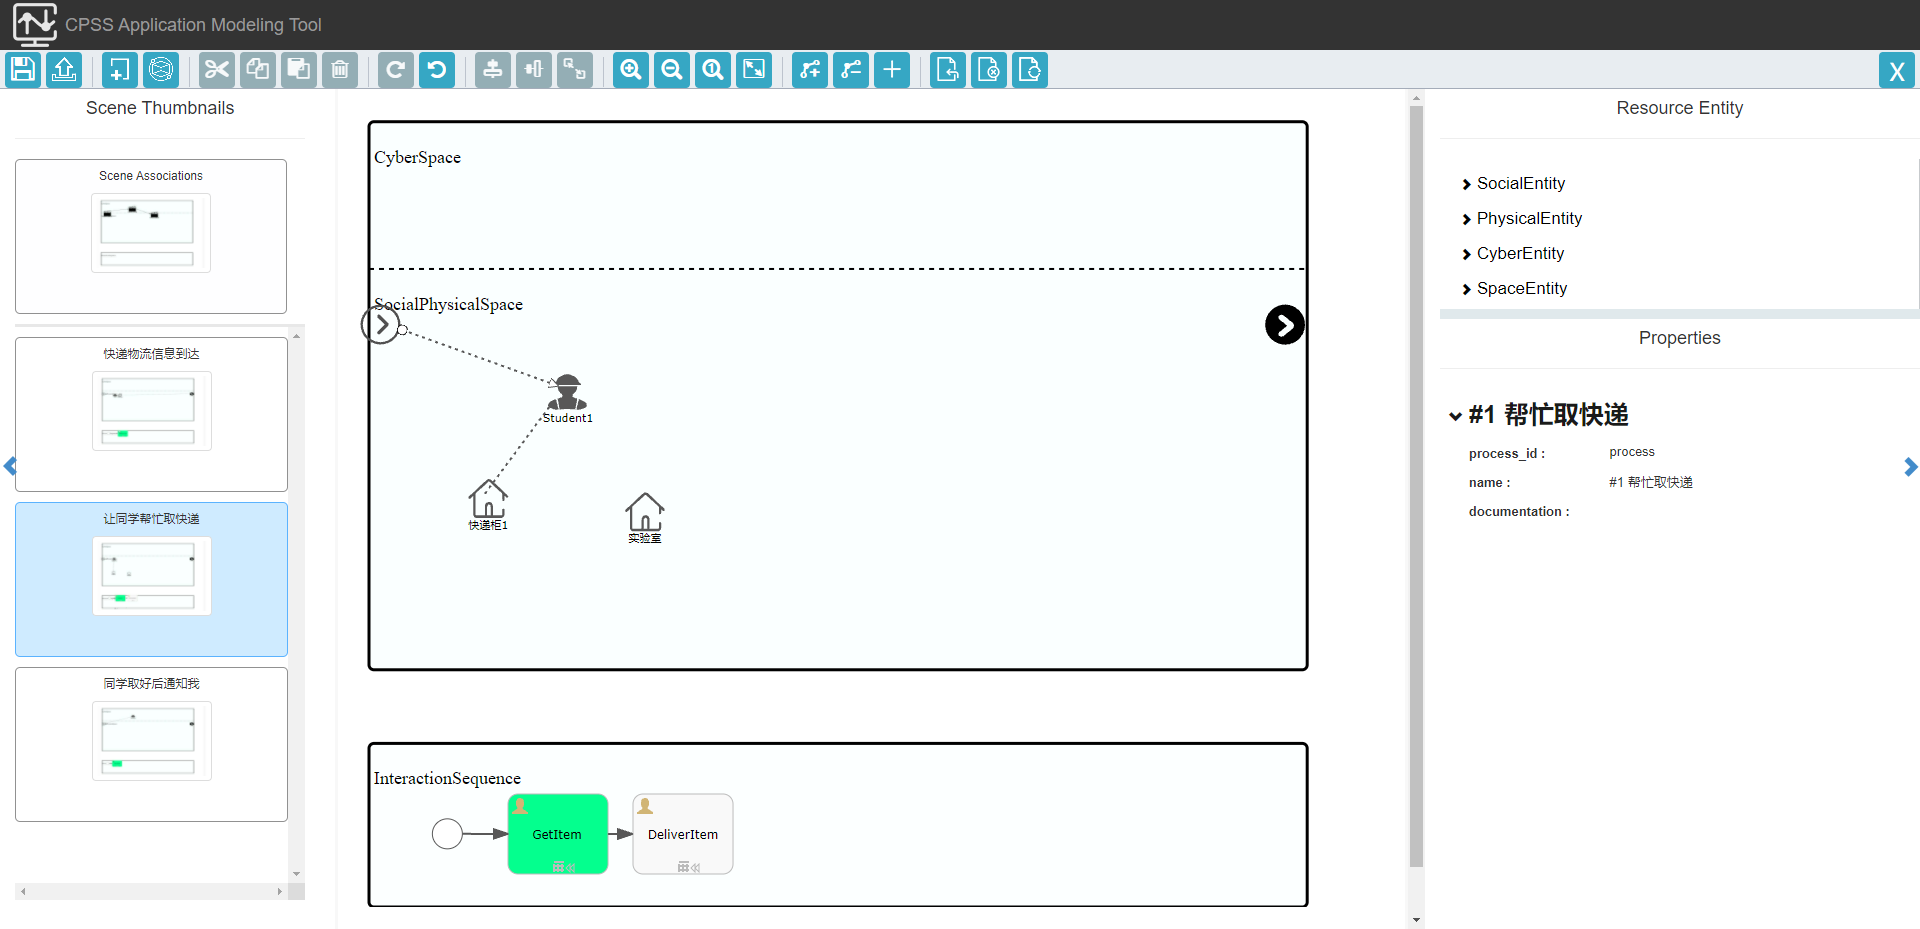 CPSS Application Modeling Tool
X
Scene Thumbnails
Scene Associations
快递物流信息到达
让同学帮忙取快递
同学取好后通知我
CyberSpace
SocialPhysicalSpace
Student1
快递柜1
实验室
InteractionSequence
GetItem
DeliverItem
Resource Entity
SocialEntity
PhysicalEntity
CyberEntity
SpaceEntity
Properties
#1 帮忙取快递
process_id : process
name : #1 帮忙取快递
documentation :